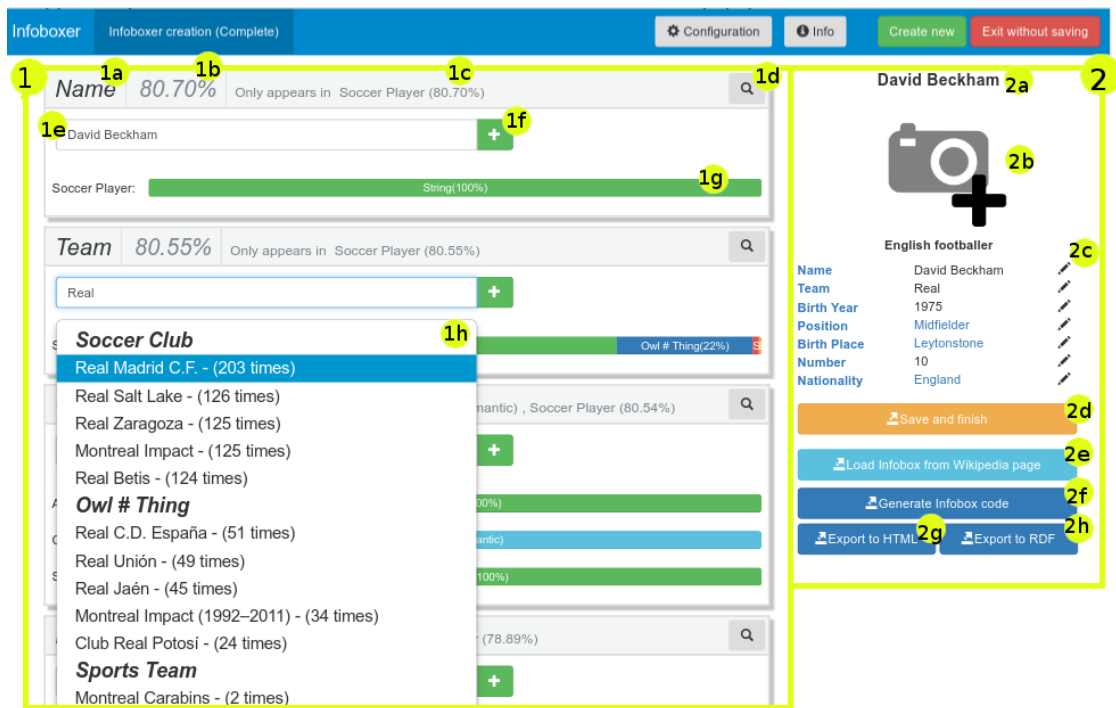 Infoboxer Infoboxer creation (Complete) Configuration Info Create new Exit without saving
1 1a 1b 1c 1d
Name 80.70% Only appears in Soccer Player (80.70%)
1e David Beckham 1f
1g
Soccer Player: String(100%)
Team 80.55% Only appears in Soccer Player (80.55%)
Real
1h
Owl # Thing(22%)
Soccer Club
Real Madrid C.F. - (203 times)
Real Salt Lake - (126 times)
Real Zaragoza - (125 times)
Montreal Impact - (125 times)
Real Betis - (124 times)
Owl # Thing
Real C.D. España - (51 times)
Real Unión - (49 times)
Real Jaén - (45 times)
Montreal Impact (1992–2011) - (34 times)
Club Real Potosí - (24 times)
Sports Team
Montreal Carabins - (2 times)
, Soccer Player (80.54%)
(78.89%)
2
David Beckham 2a
2b
English footballer
2c
Name David Beckham
Team Real
Birth Year 1975
Position Midfielder
Birth Place Leytonstone
Number 10
Nationality England
Save and finish 2d
Load Infobox from Wikipedia page 2e
Generate Infobox code 2f
Export to HTML 2g Export to RDF 2h